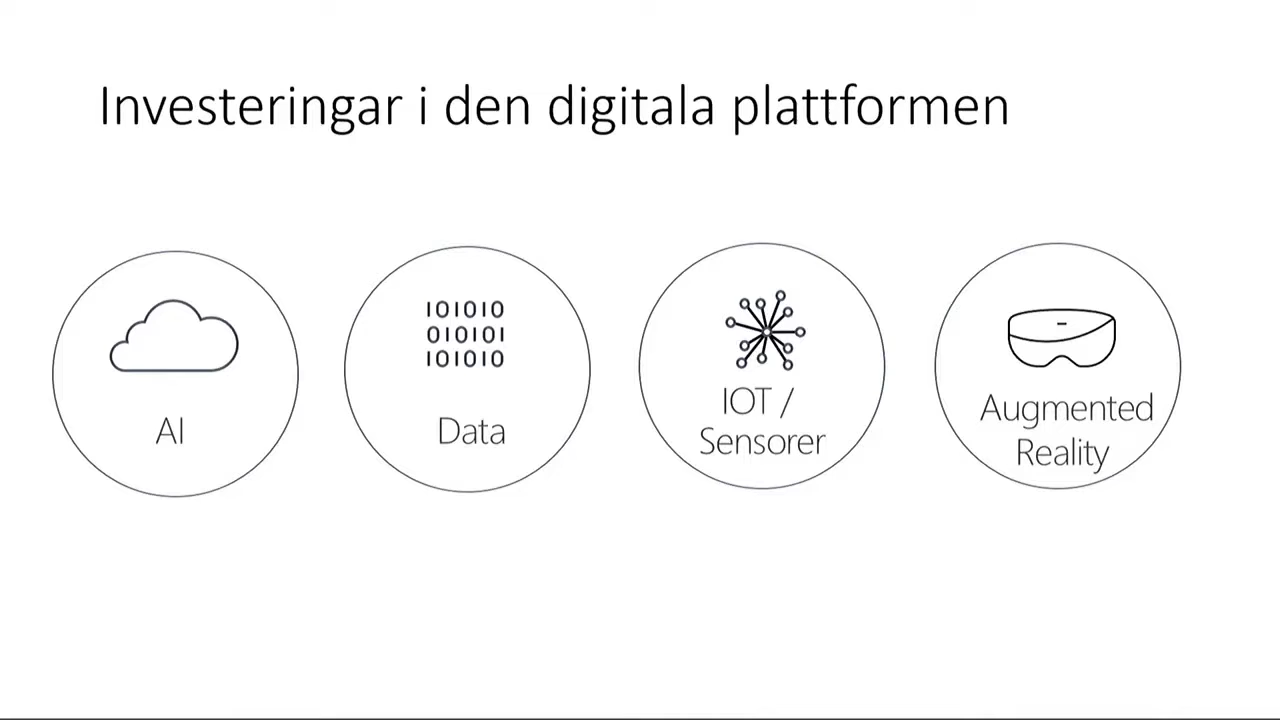 Investeringar i den digitala plattformen
101010
010101
101010
AI
Data
IOT /
Sensorer
Augmented
Reality